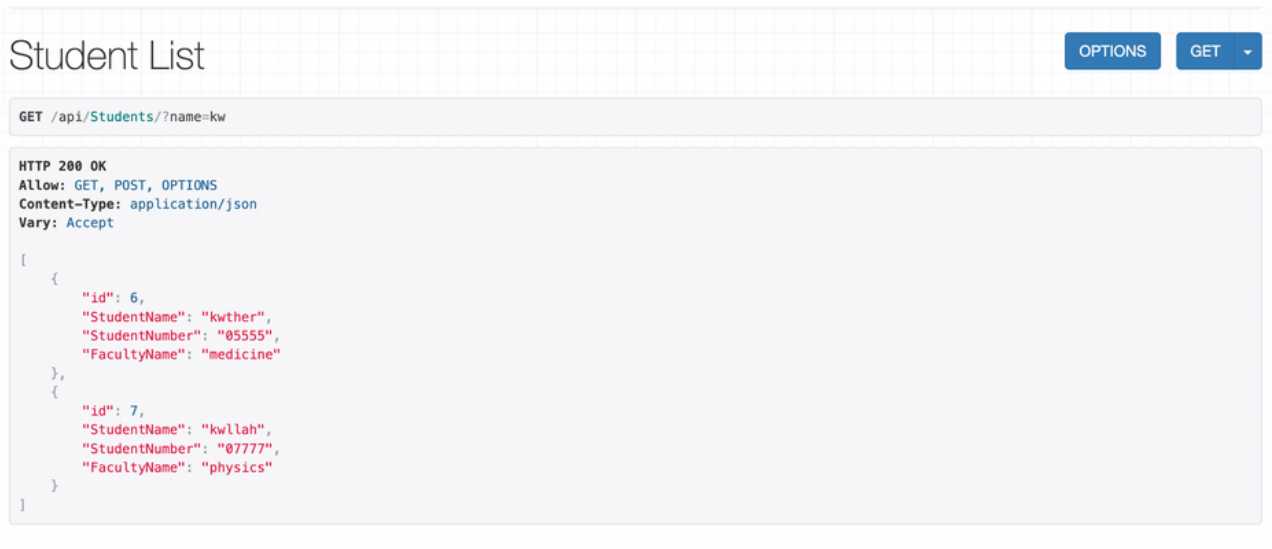 Student List
OPTIONS
GET
GET /api/Students/?name=kw
HTTP 200 OK
Allow: GET, POST, OPTIONS
Content-Type: application/json
Vary: Accept
[
    {
        "id": 6,
        "StudentName": "kwther",
        "StudentNumber": "05555",
        "FacultyName": "medicine"
    },
    {
        "id": 7,
        "StudentName": "kwllah",
        "StudentNumber": "07777",
        "FacultyName": "physics"
    }
]